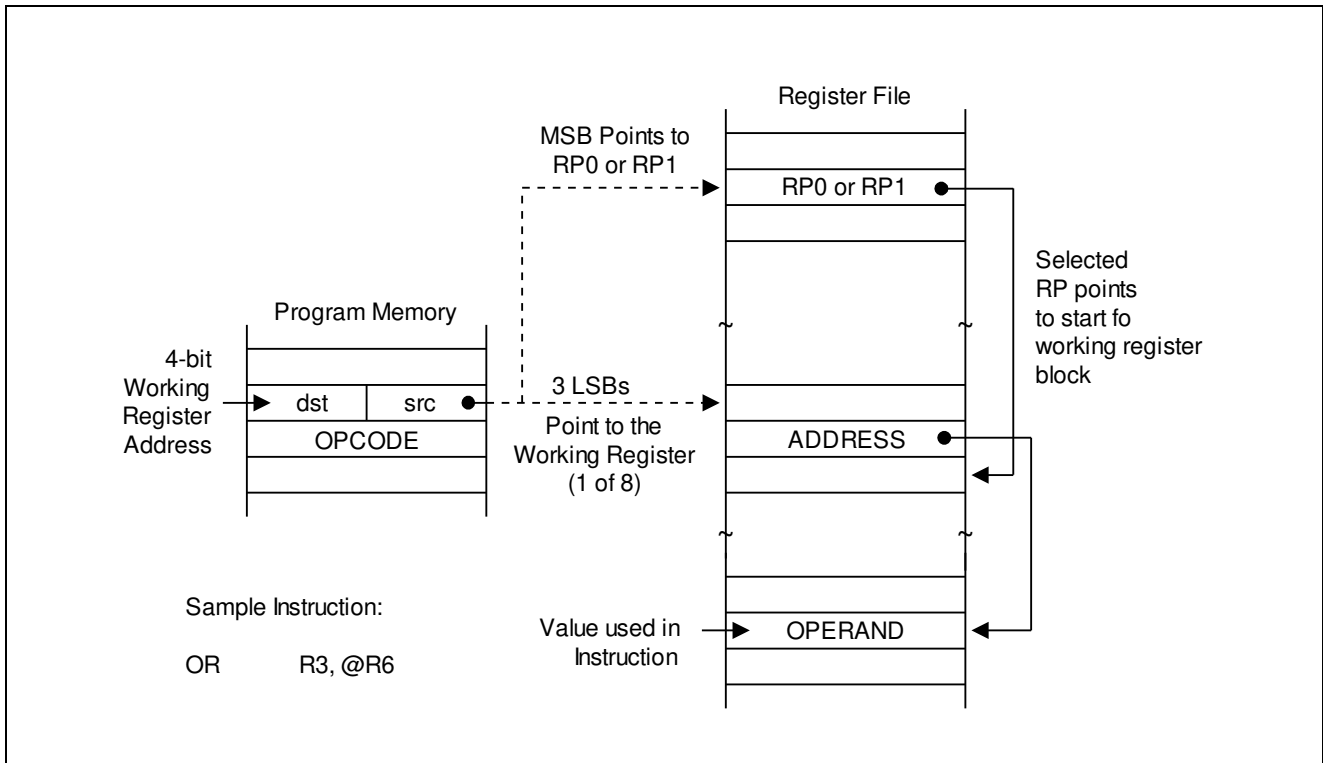 Register File
MSB Points to
RP0 or RP1
RP0 or RP1
Selected
RP points
to start fo
working register
block
Program Memory
~ ~
4-bit
Working
Register
Address
dst src
OPCODE
3 LSBs
Point to the
Working Register
(1 of 8)
ADDRESS
~ ~
Sample Instruction:
OR R3, @R6
Value used in
Instruction
OPERAND